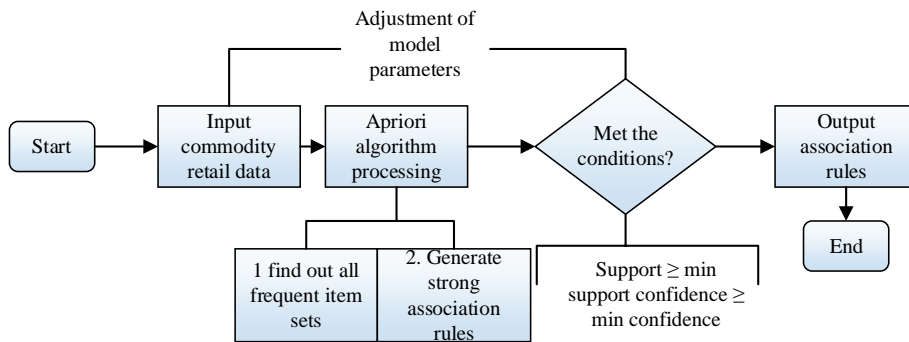 Adjustment of
model
parameters
Start
Input
commodity
retail data
Apriori
algorithm
processing
Met the
conditions?
Output
association
rules
End
1 find out all
frequent item
sets
2. Generate
strong
association
rules
Support ≥ min
support confidence ≥
min confidence